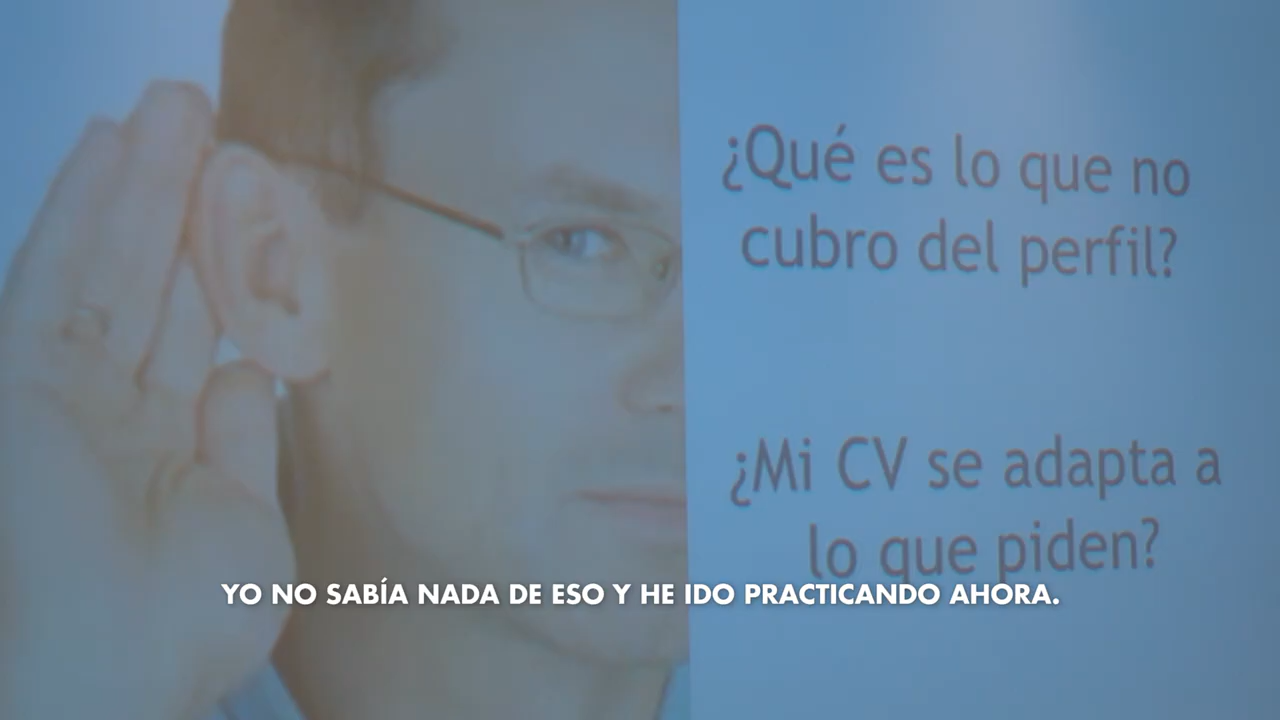 ¿Qué es lo que no
cubro del perfil?
¿Mi CV se adapta a
lo que piden?
YO NO SABÍA NADA DE ESO Y HE IDO PRACTICANDO AHORA.